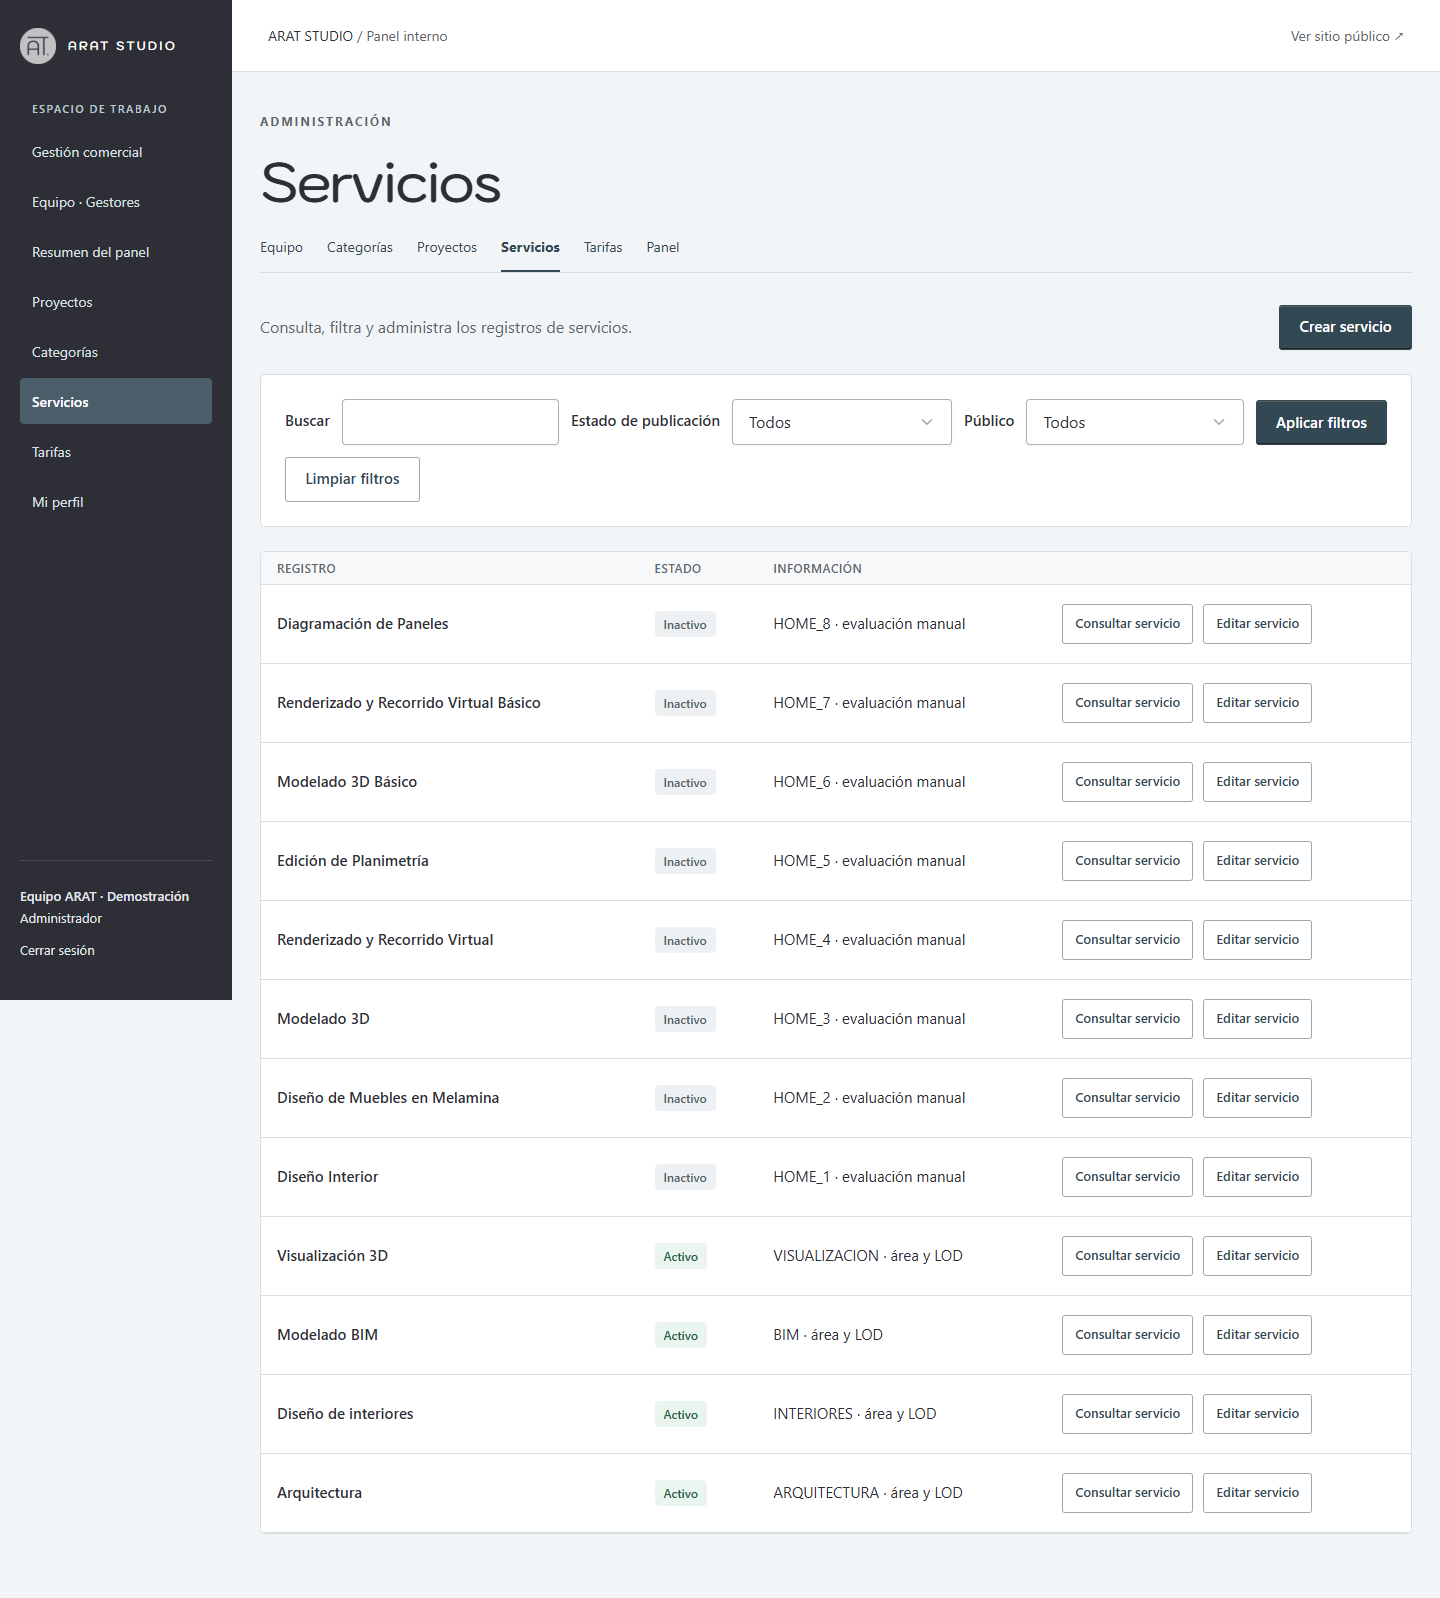 AT.
ARAT STUDIO
ESPACIO DE TRABAJO
Gestión comercial
Equipo · Gestores
Resumen del panel
Proyectos
Categorías
Servicios
Tarifas
Mi perfil
Equipo ARAT · Demostración
Administrador
Cerrar sesión
ARAT STUDIO / Panel interno
Ver sitio público ↗
ADMINISTRACIÓN
Servicios
Equipo Categorías Proyectos Servicios Tarifas Panel
Consulta, filtra y administra los registros de servicios.
Crear servicio
Buscar Estado de publicación Todos Público Todos Aplicar filtros
Limpiar filtros
REGISTRO ESTADO INFORMACIÓN
Diagramación de Paneles Inactivo HOME_8 · evaluación manual Consultar servicio Editar servicio
Renderizado y Recorrido Virtual Básico Inactivo HOME_7 · evaluación manual Consultar servicio Editar servicio
Modelado 3D Básico Inactivo HOME_6 · evaluación manual Consultar servicio Editar servicio
Edición de Planimetría Inactivo HOME_5 · evaluación manual Consultar servicio Editar servicio
Renderizado y Recorrido Virtual Inactivo HOME_4 · evaluación manual Consultar servicio Editar servicio
Modelado 3D Inactivo HOME_3 · evaluación manual Consultar servicio Editar servicio
Diseño de Muebles en Melamina Inactivo HOME_2 · evaluación manual Consultar servicio Editar servicio
Diseño Interior Inactivo HOME_1 · evaluación manual Consultar servicio Editar servicio
Visualización 3D Activo VISUALIZACION · área y LOD Consultar servicio Editar servicio
Modelado BIM Activo BIM · área y LOD Consultar servicio Editar servicio
Diseño de interiores Activo INTERIORES · área y LOD Consultar servicio Editar servicio
Arquitectura Activo ARQUITECTURA · área y LOD Consultar servicio Editar servicio